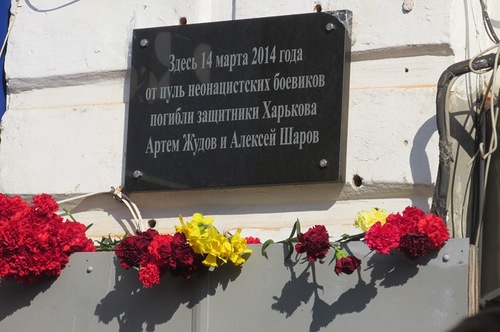 Здесь 14 марта 2014 года
от пуль неонацистских боевиков
погибли защитники Харькова
Артем Жудов и Алексей Шаров